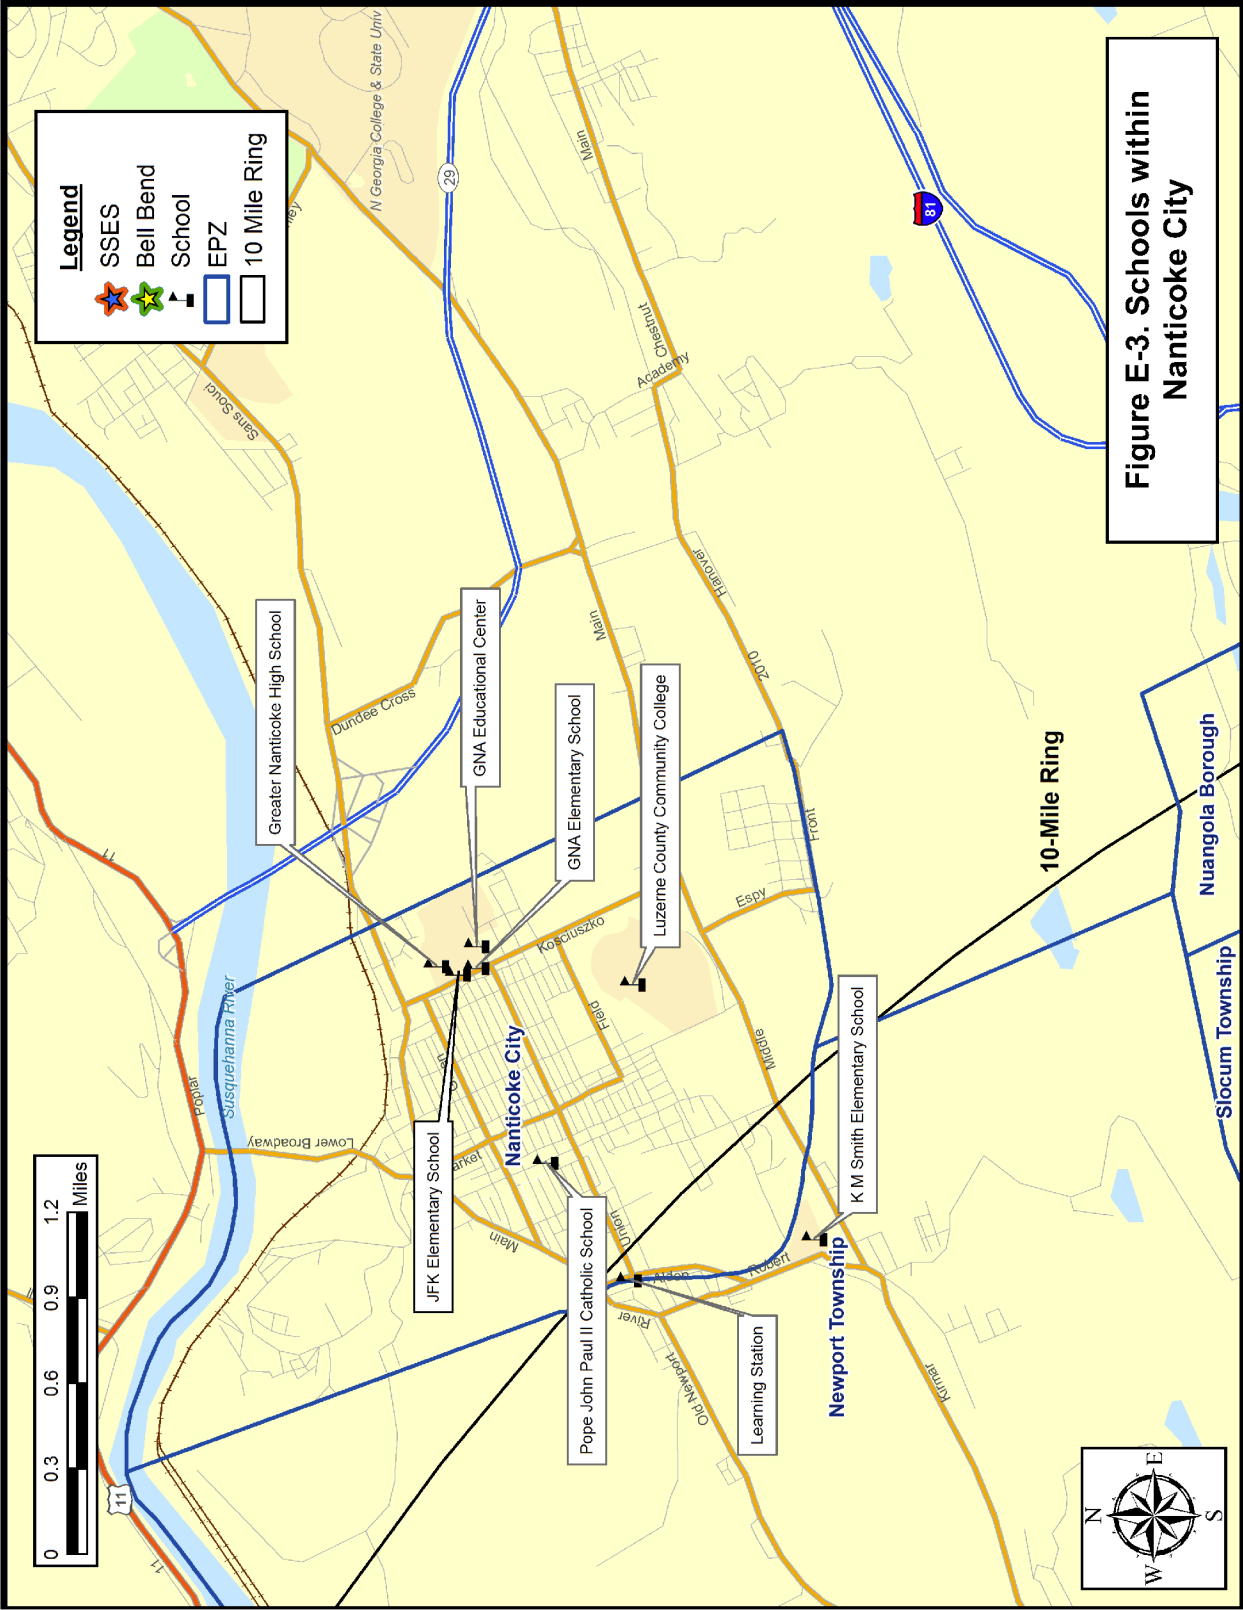 Legend
SSES
Bell Bend
School
EPZ
10 Mile Ring
Figure E-3. Schools within
Nanticoke City
0 0.3 0.6 0.9 1.2
Miles
N
E
S
W
11
11
11
29
81
N Georgia College & State Univ
Sans Souci
Susquehanna River
Poplar
Lower Broadway
Dundee Cross
Main
Main
Main
Chestnut
Academy
Hanover
2010
Front
Espy
Kosciuszko
Field
Middle
Union
Alden
Robert
River
Old Newport
Kirmar
Greater Nanticoke High School
GNA Educational Center
GNA Elementary School
Luzerne County Community College
JFK Elementary School
Pope John Paul II Catholic School
Learning Station
K M Smith Elementary School
Nanticoke City
Newport Township
10-Mile Ring
Nuangola Borough
Slocum Township